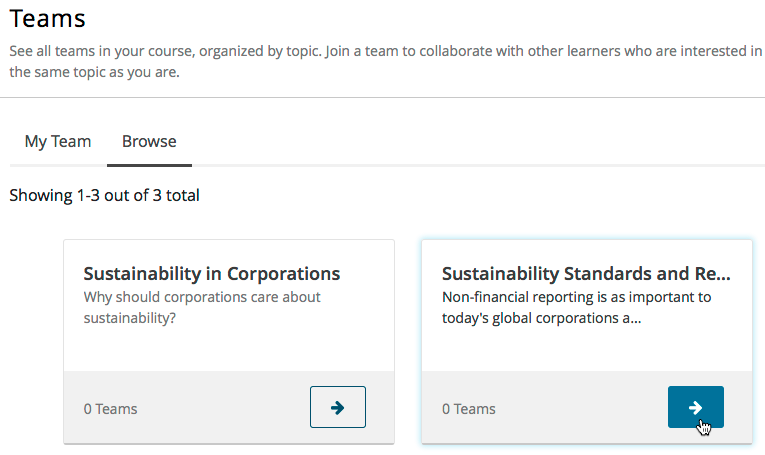 Teams
See all teams in your course, organized by topic. Join a team to collaborate with other learners who are interested in
the same topic as you are.
My Team
Browse
Showing 1-3 out of 3 total
Sustainability in Corporations
Why should corporations care about
sustainability?
0 Teams
Sustainability Standards and Re...
Non-financial reporting is as important to
today's global corporations a...
0 Teams